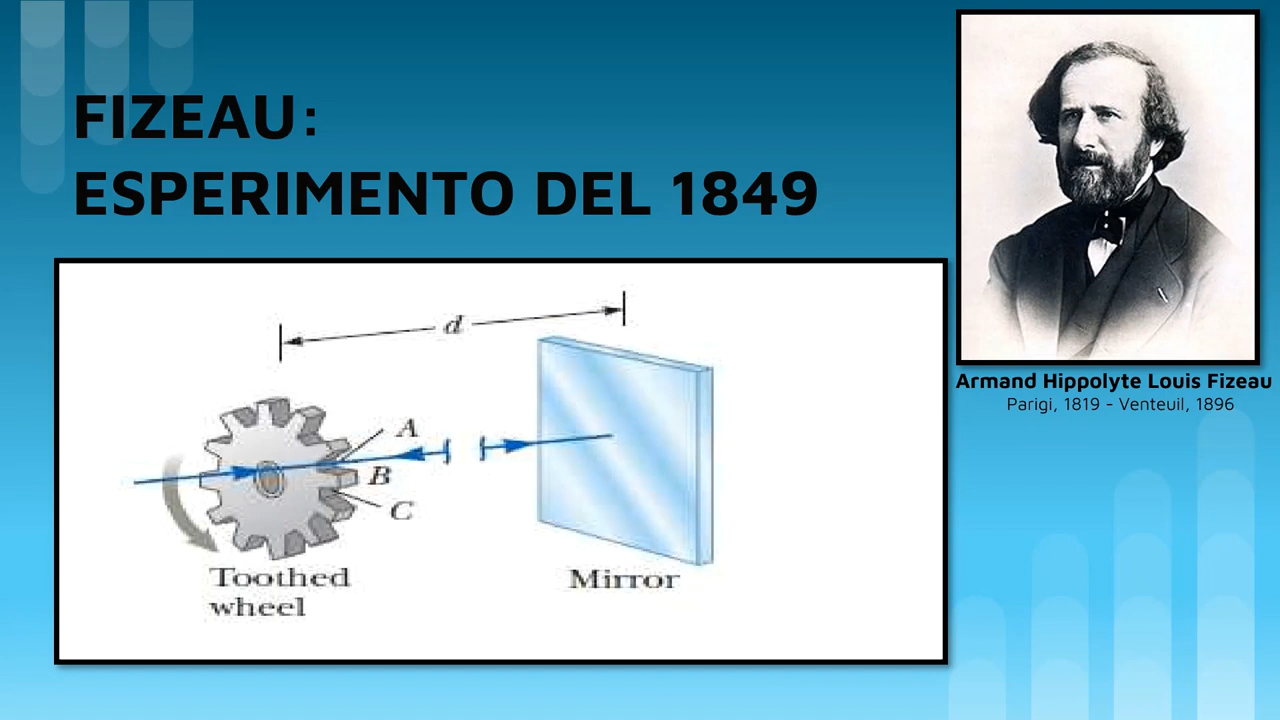 FIZEAU:
ESPERIMENTO DEL 1849
d
A
B
C
Toothed
wheel
Mirror
Armand Hippolyte Louis Fizeau
Parigi, 1819 - Venteuil, 1896